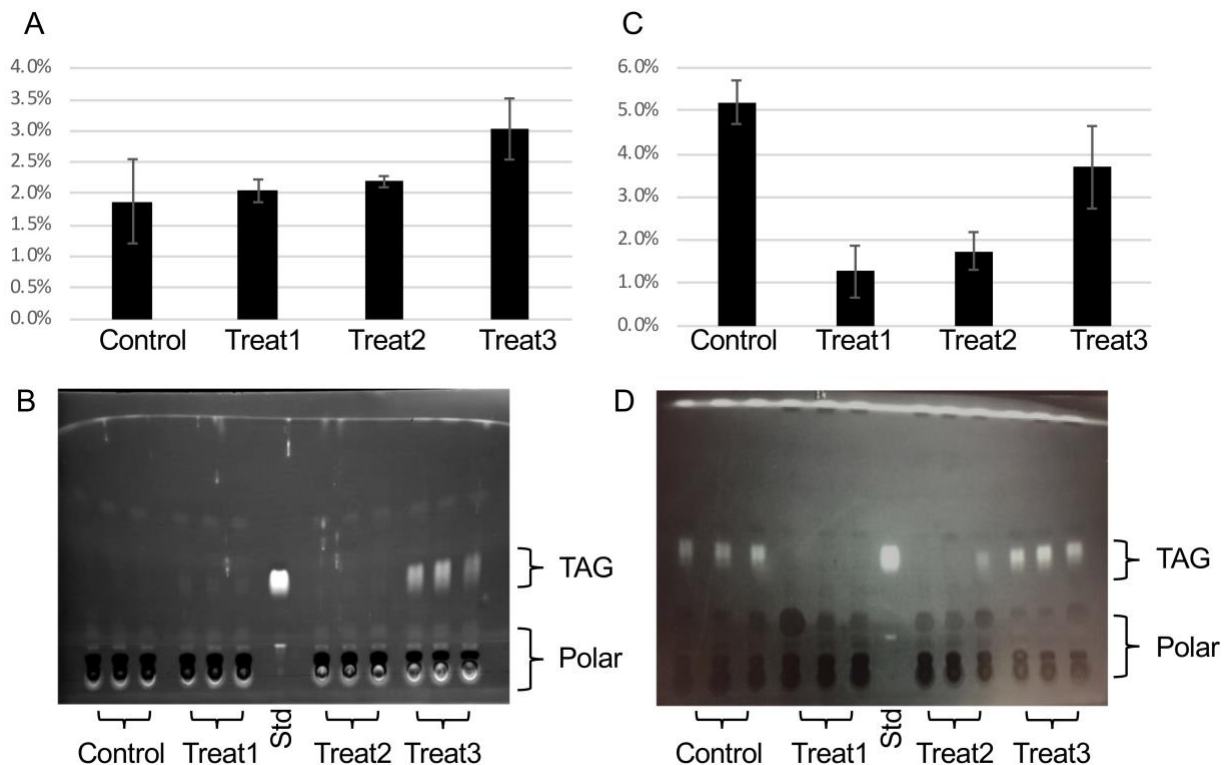 A
4.0%
3.5%
3.0%
2.5%
2.0%
1.5%
1.0%
0.5%
0.0%
Control Treat1 Treat2 Treat3
B
TAG
Polar
Control Treat1 Std Treat2 Treat3
C
6.0%
5.0%
4.0%
3.0%
2.0%
1.0%
0.0%
Control Treat1 Treat2 Treat3
D
TAG
Polar
Control Treat1 Std Treat2 Treat3